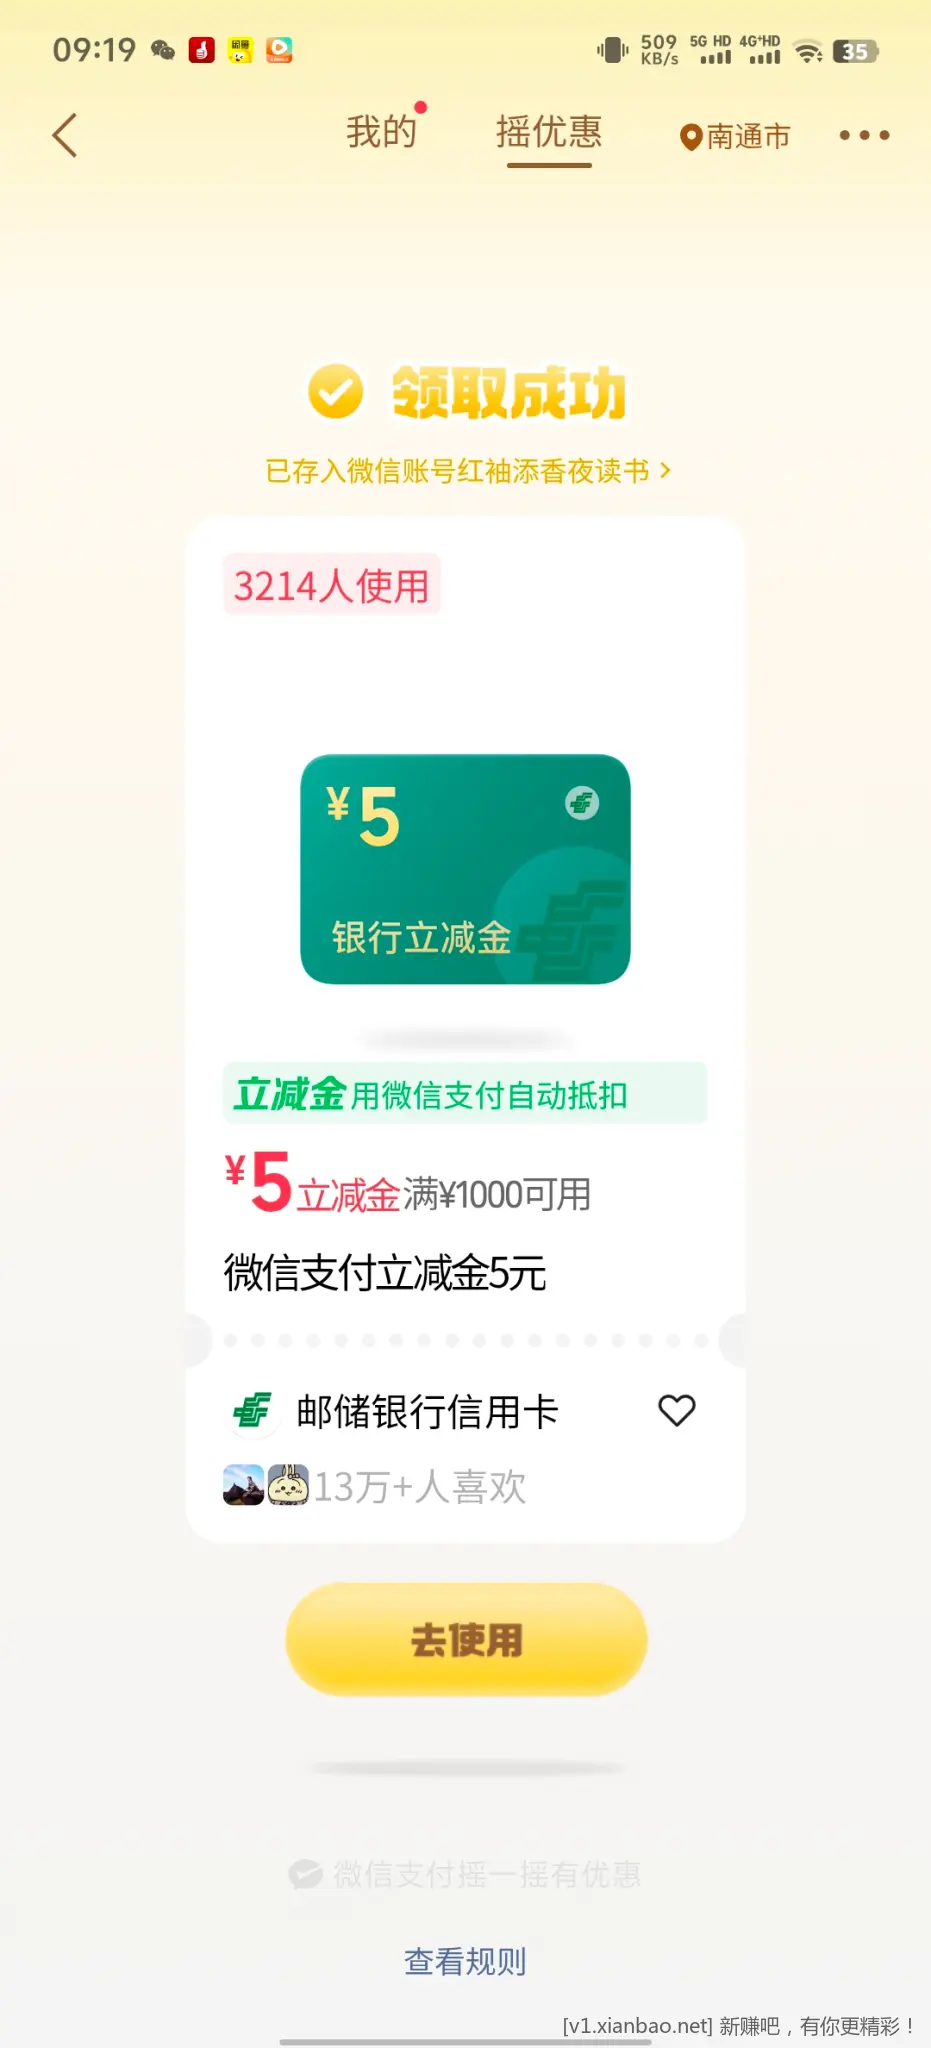 09:19
509 KB/s 5G HD 4G+HD 35
我的 摇优惠 南通市
领取成功
已存入微信账号红袖添香夜读书 >
3214人使用
¥5
银行立减金
立减金 用微信支付自动抵扣
¥5立减金满¥1000可用
微信支付立减金5元
邮储银行信用卡
13万+人喜欢
去使用
微信支付摇一摇有优惠
查看规则
[v1.xianbao.net] 新赚吧，有你更精彩！